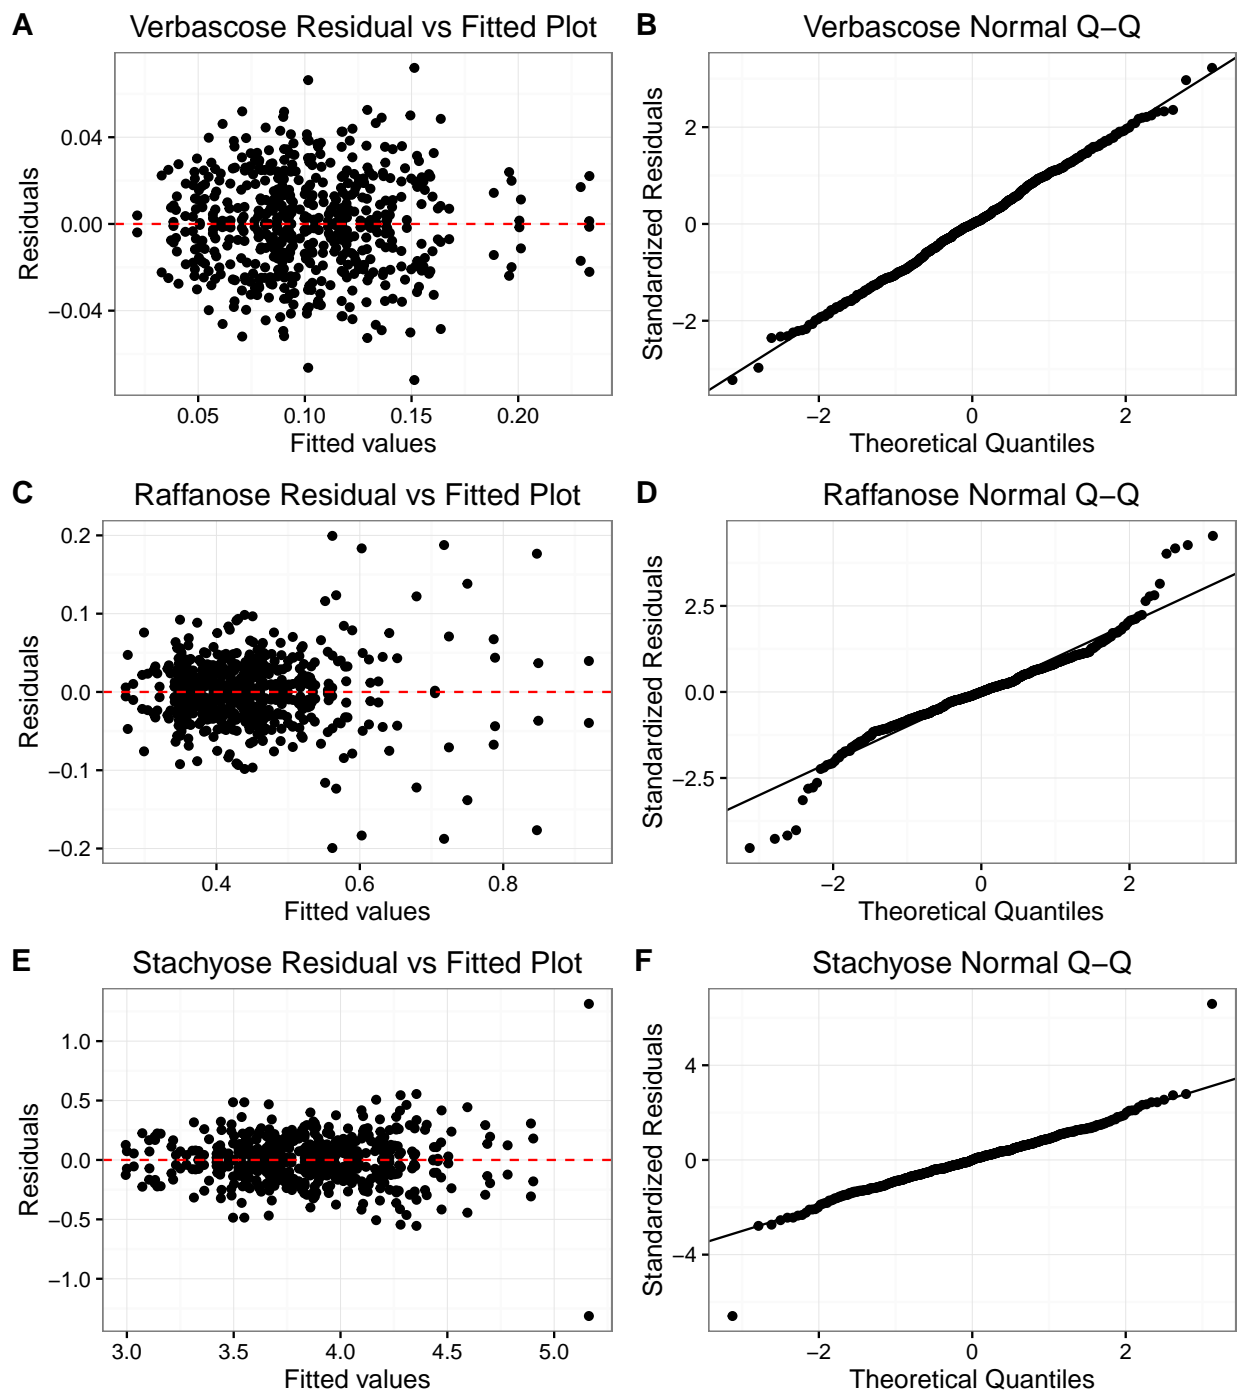 A Verbascose Residual vs Fitted Plot
Residuals
0.04
0.00
−0.04
0.05 0.10 0.15 0.20
Fitted values
B Verbascose Normal Q−Q
Standardized Residuals
2
0
−2
−2 0 2
Theoretical Quantiles
C Raffanose Residual vs Fitted Plot
Residuals
0.2
0.1
0.0
−0.1
−0.2
0.4 0.6 0.8
Fitted values
D Raffanose Normal Q−Q
Standardized Residuals
2.5
0.0
−2.5
−2 0 2
Theoretical Quantiles
E Stachyose Residual vs Fitted Plot
Residuals
1.0
0.5
0.0
−0.5
−1.0
3.0 3.5 4.0 4.5 5.0
Fitted values
F Stachyose Normal Q−Q
Standardized Residuals
4
0
−4
−2 0 2
Theoretical Quantiles